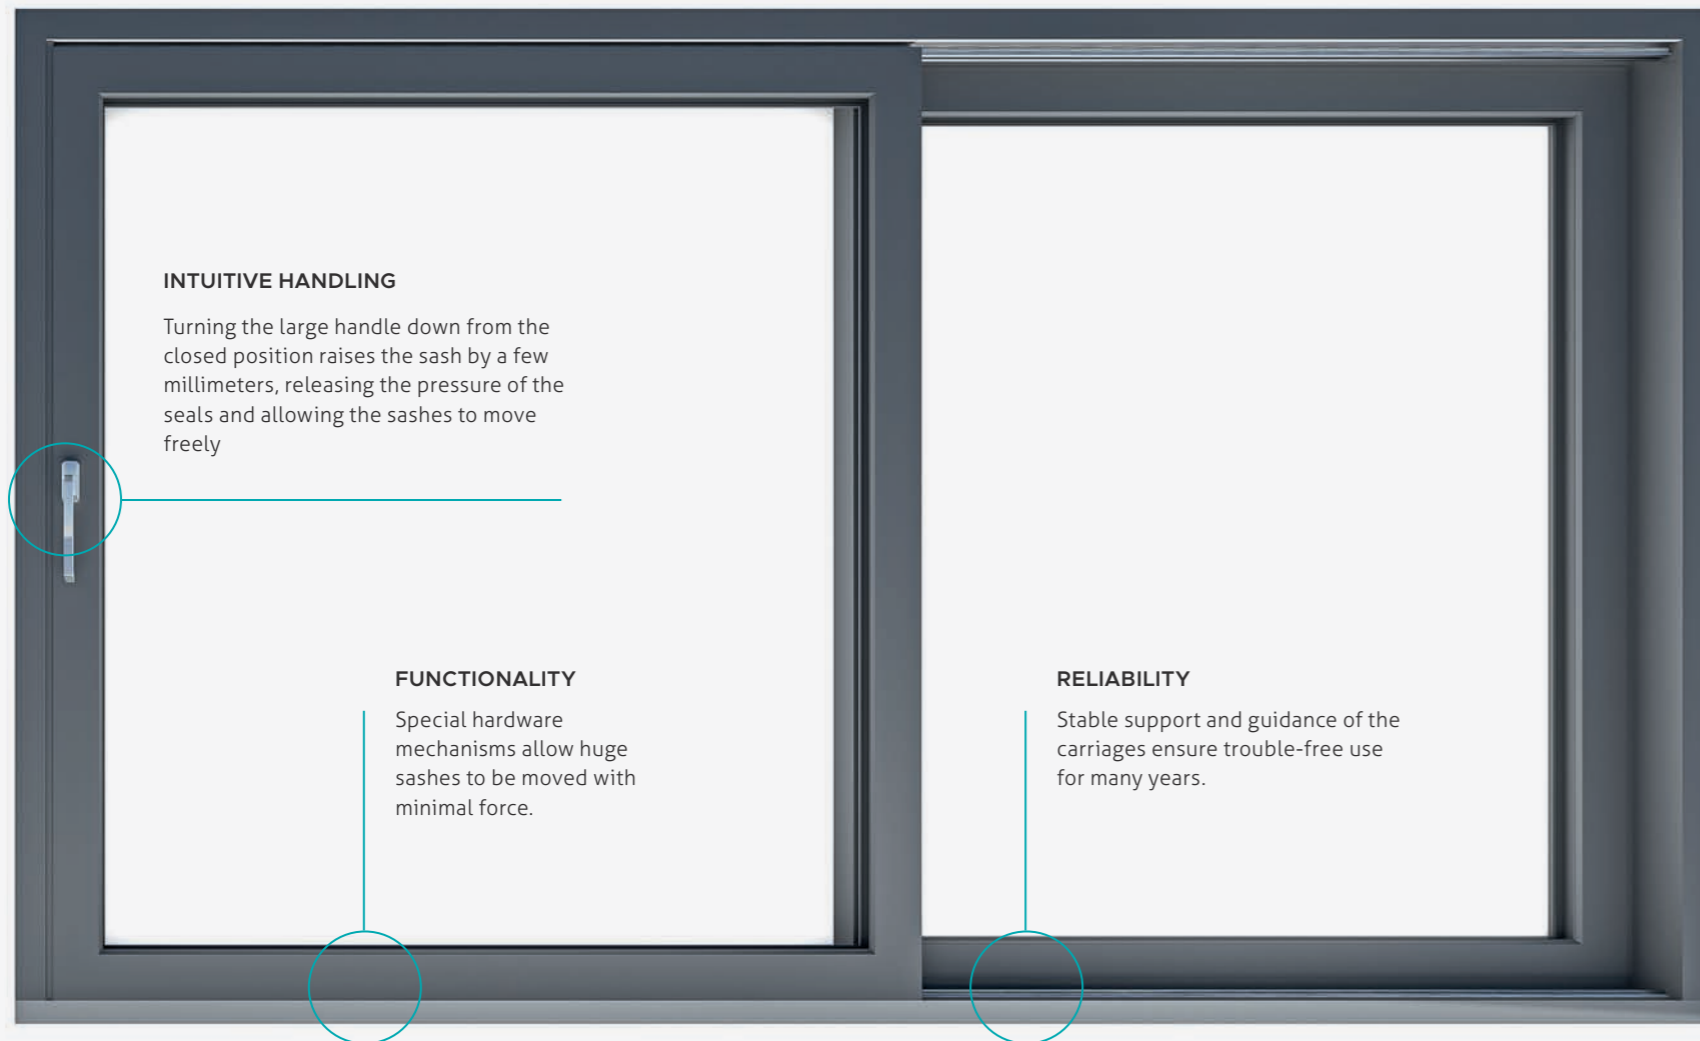 INTUITIVE HANDLING
Turning the large handle down from the
closed position raises the sash by a few
millimeters, releasing the pressure of the
seals and allowing the sashes to move
freely
FUNCTIONALITY
Special hardware
mechanisms allow huge
sashes to be moved with
minimal force.
RELIABILITY
Stable support and guidance of the
carriages ensure trouble-free use
for many years.